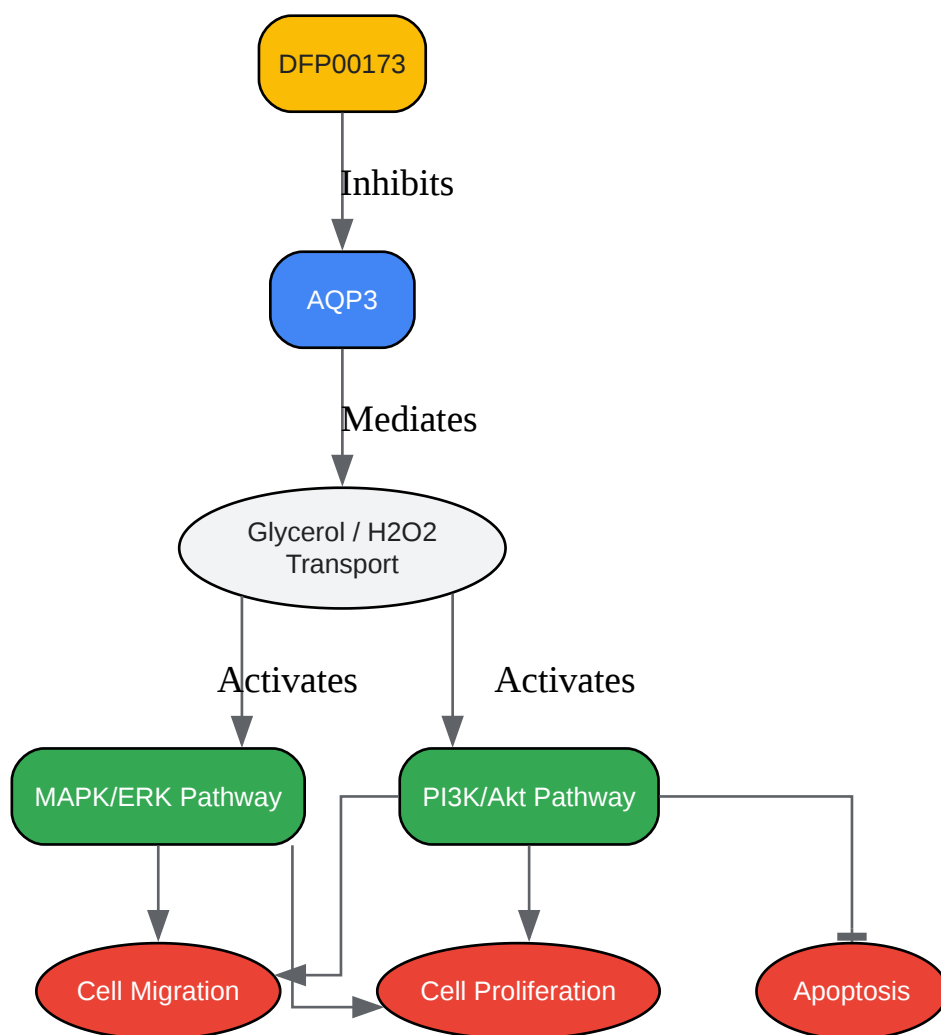 DFP00173
Inhibits
AQP3
Mediates
Glycerol / H2O2
Transport
Activates
Activates
MAPK/ERK Pathway
PI3K/Akt Pathway
Cell Migration
Cell Proliferation
Apoptosis